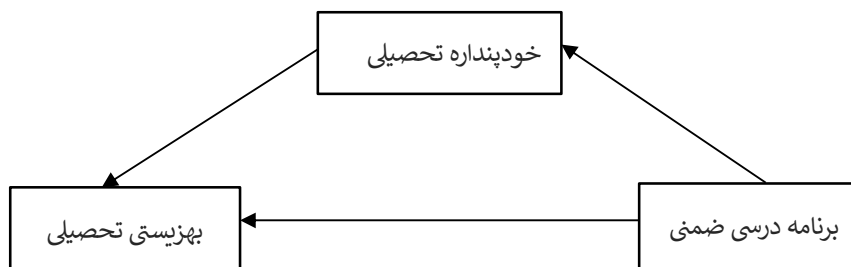 خودپنداره تحصیلی
برنامه درسی ضمنی
بهزیستی تحصیلی